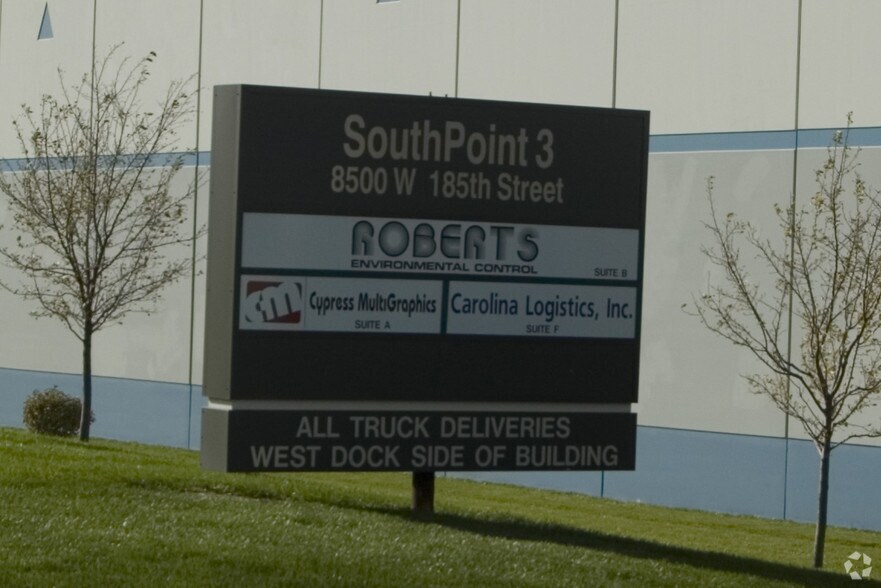 SouthPoint 3
8500 W 185th Street
ROBERTS
ENVIRONMENTAL CONTROL
SUITE B
cm Cypress MultiGraphics
SUITE A
Carolina Logistics, Inc.
SUITE F
ALL TRUCK DELIVERIES
WEST DOCK SIDE OF BUILDING